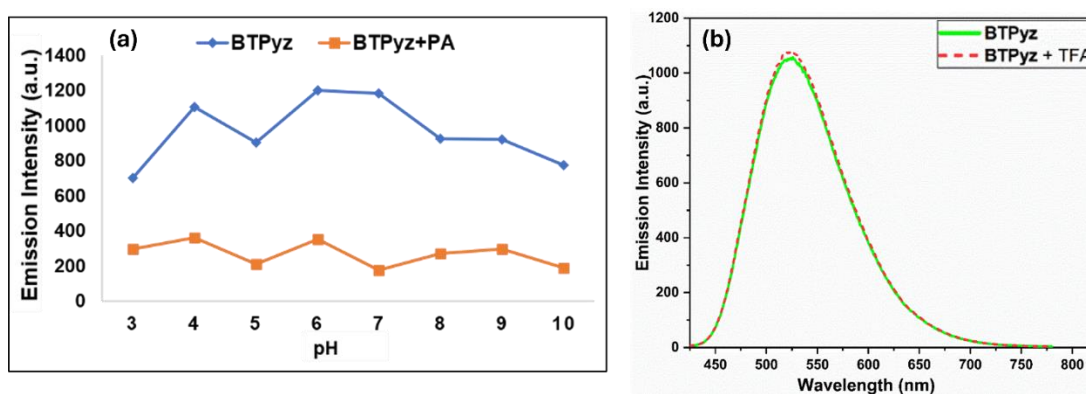 (a)
BTPyz
BTPyz+PA
Emission Intensity (a.u.)
1400
1200
1000
800
600
400
200
0
3 4 5 6 7 8 9 10
pH
(b)
BTPyz
BTPyz + TFA
Emission Intensity (a.u.)
1200
1000
800
600
400
200
0
450 500 550 600 650 700 750 800
Wavelength (nm)